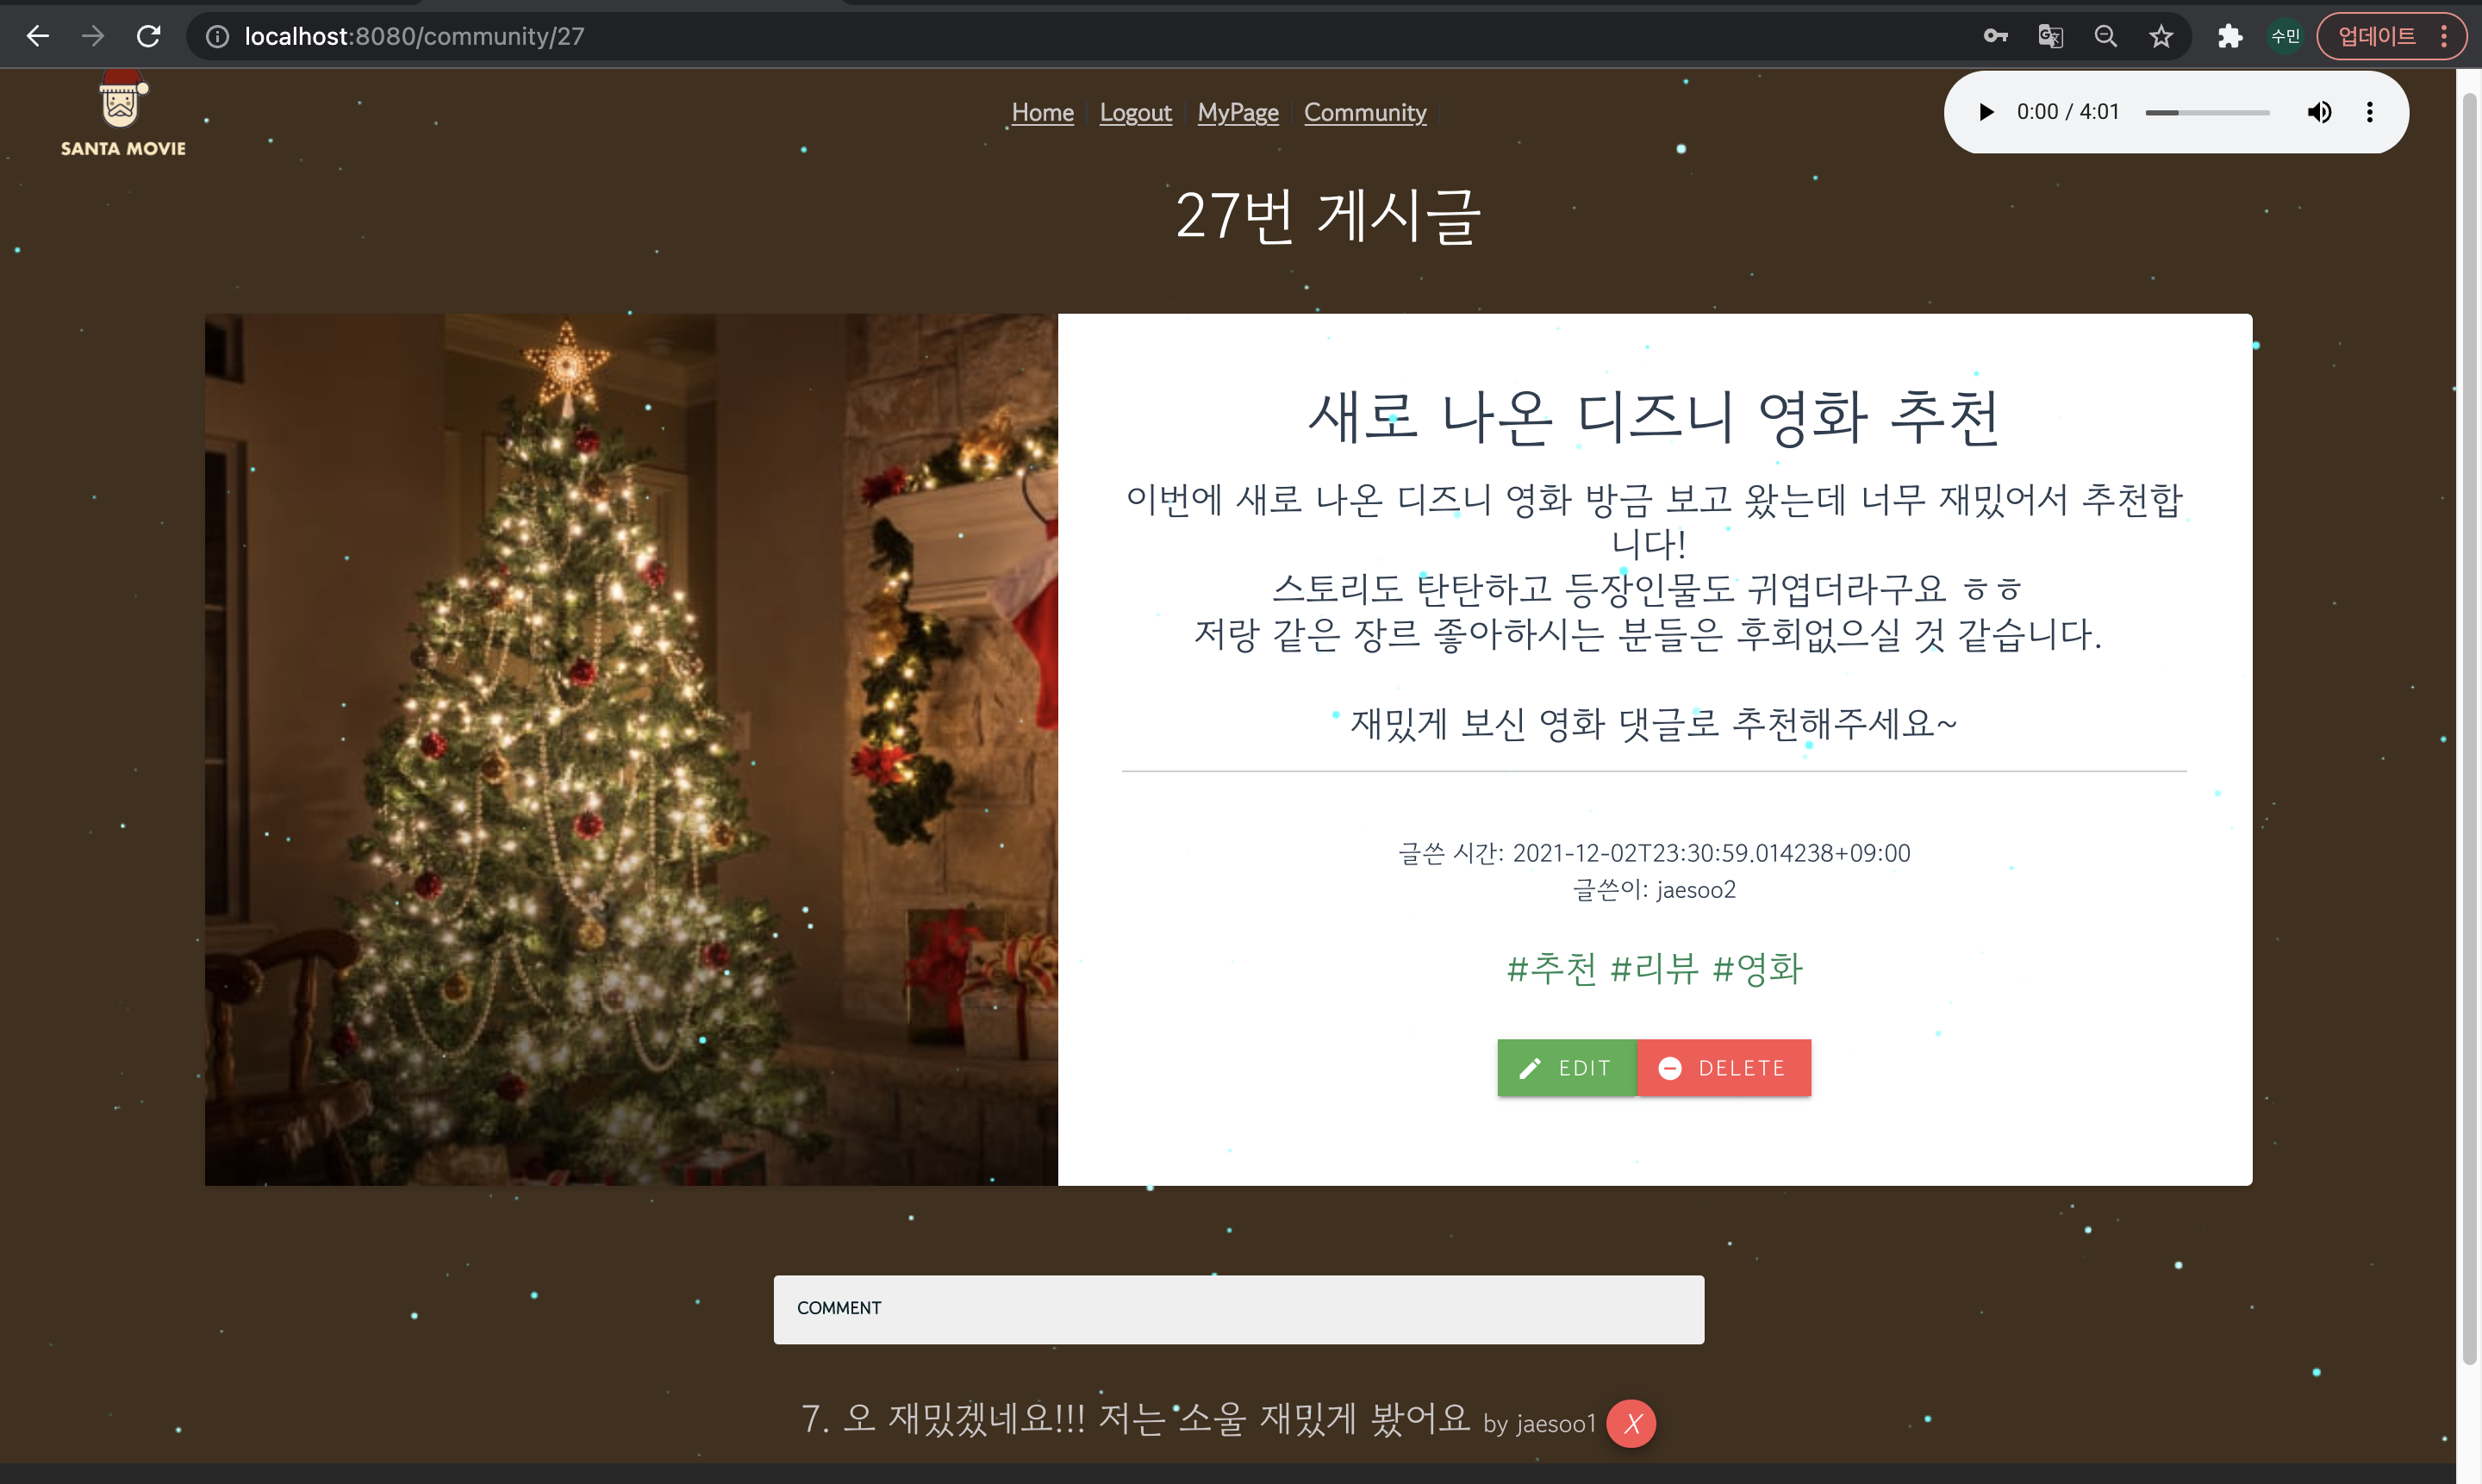 localhost:8080/community/27
수민
업데이트
SANTA MOVIE
Home Logout MyPage Community
0:00 / 4:01
27번 게시글
새로 나온 디즈니 영화 추천
이번에 새로 나온 디즈니 영화 방금 보고 왔는데 너무 재밌어서 추천합
니다!
스토리도 탄탄하고 등장인물도 귀엽더라구요 ㅎㅎ
저랑 같은 장르 좋아하시는 분들은 후회없으실 것 같습니다.
재밌게 보신 영화 댓글로 추천해주세요~
글쓴 시간: 2021-12-02T23:30:59.014238+09:00
글쓴이: jaesoo2
#추천 #리뷰 #영화
EDIT DELETE
COMMENT
7. 오 재밌겠네요!!! 저는 소울 재밌게 봤어요 by jaesoo1 X